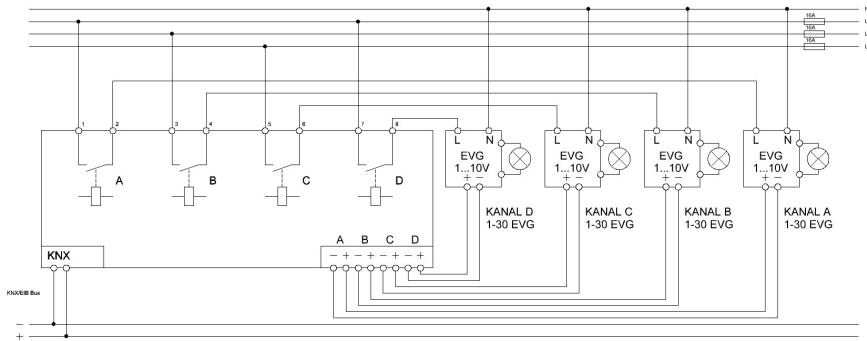 N
16A
L
16A
L
16A
L
1 2 3 4 5 6 7 8
L N L N L N L N
EVG EVG EVG EVG
1...10V 1...10V 1...10V 1...10V
+ − + − + − + −
A B C D
KANAL D KANAL C KANAL B KANAL A
1-30 EVG 1-30 EVG 1-30 EVG 1-30 EVG
A B C D
KNX − + − + − + − +
KNX/EIB Bus
−
+